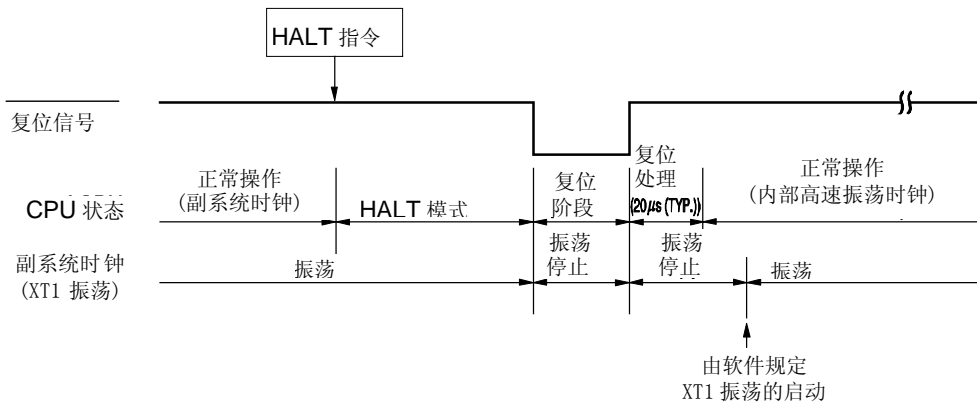 HALT 指令
复位信号
CPU 状态
正常操作
(副系统时钟)
HALT 模式
复位
阶段
复位
处理
(20μs (TYP.))
正常操作
(内部高速振荡时钟)
副系统时钟
(XT1 振荡)
振荡
振荡
停止
振荡
停止
振荡
由软件规定
XT1 振荡的启动